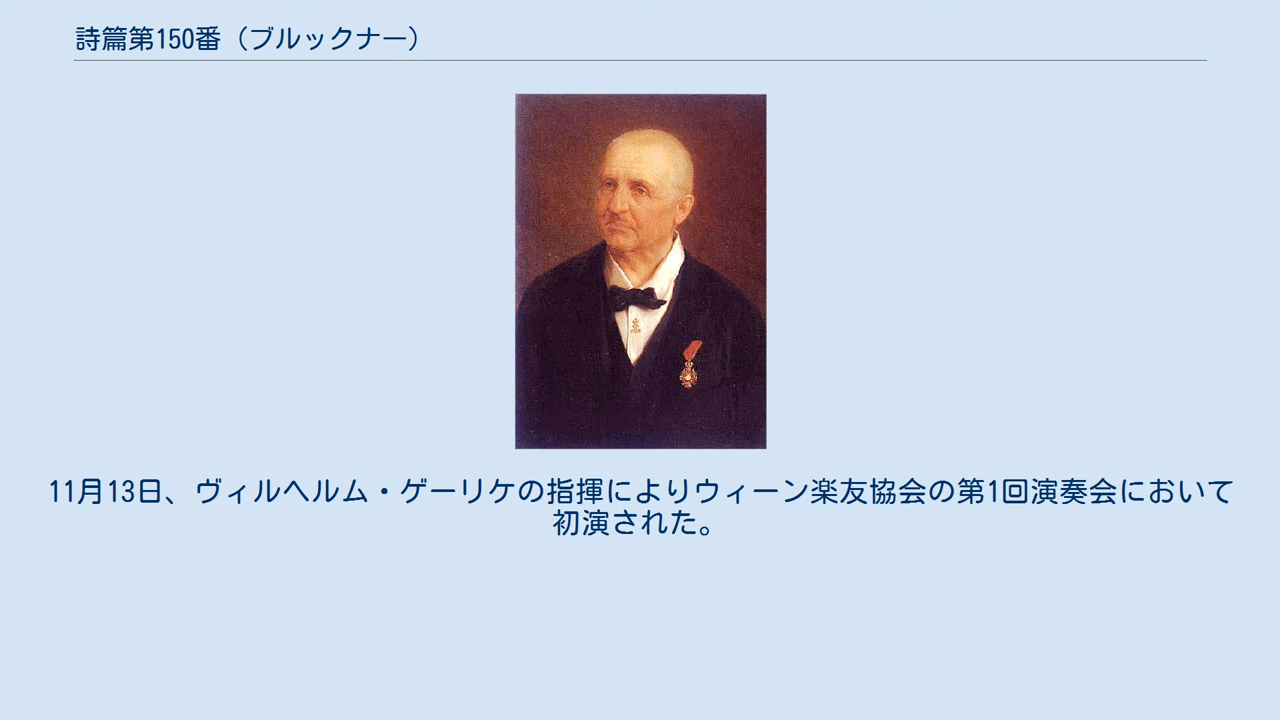 詩篇第150番（ブルックナー）
11月13日、ヴィルヘルム・ゲーリケの指揮によりウィーン楽友協会の第1回演奏会において
初演された。